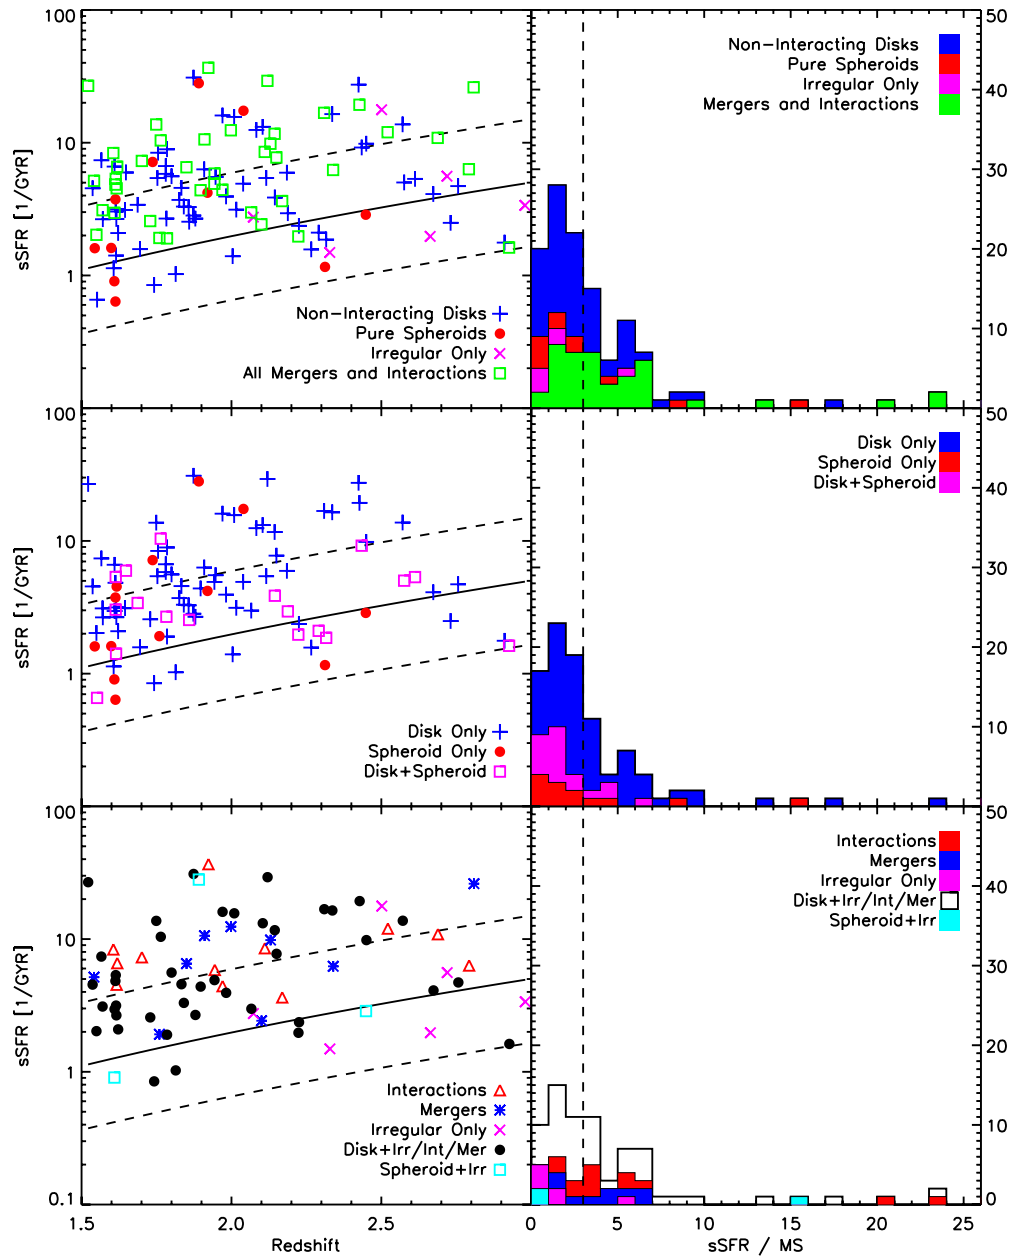 100
50
Non-Interacting Disks
Pure Spheroids
Irregular Only
Mergers and Interactions
40
10
30
sSFR [1/GYR]
20
1
Non-Interacting Disks
Pure Spheroids
Irregular Only
All Mergers and Interactions
10
100
50
Disk Only
Spheroid Only
Disk+Spheroid
40
10
30
sSFR [1/GYR]
20
1
Disk Only
Spheroid Only
Disk+Spheroid
10
100
50
Interactions
Mergers
Irregular Only
Disk+Irr/Int/Mer
Spheroid+Irr
40
10
30
sSFR [1/GYR]
20
1
Interactions
Mergers
Irregular Only
Disk+Irr/Int/Mer
Spheroid+Irr
10
0.1
0
1.5 2.0 2.5 0 5 10 15 20 25
Redshift sSFR / MS